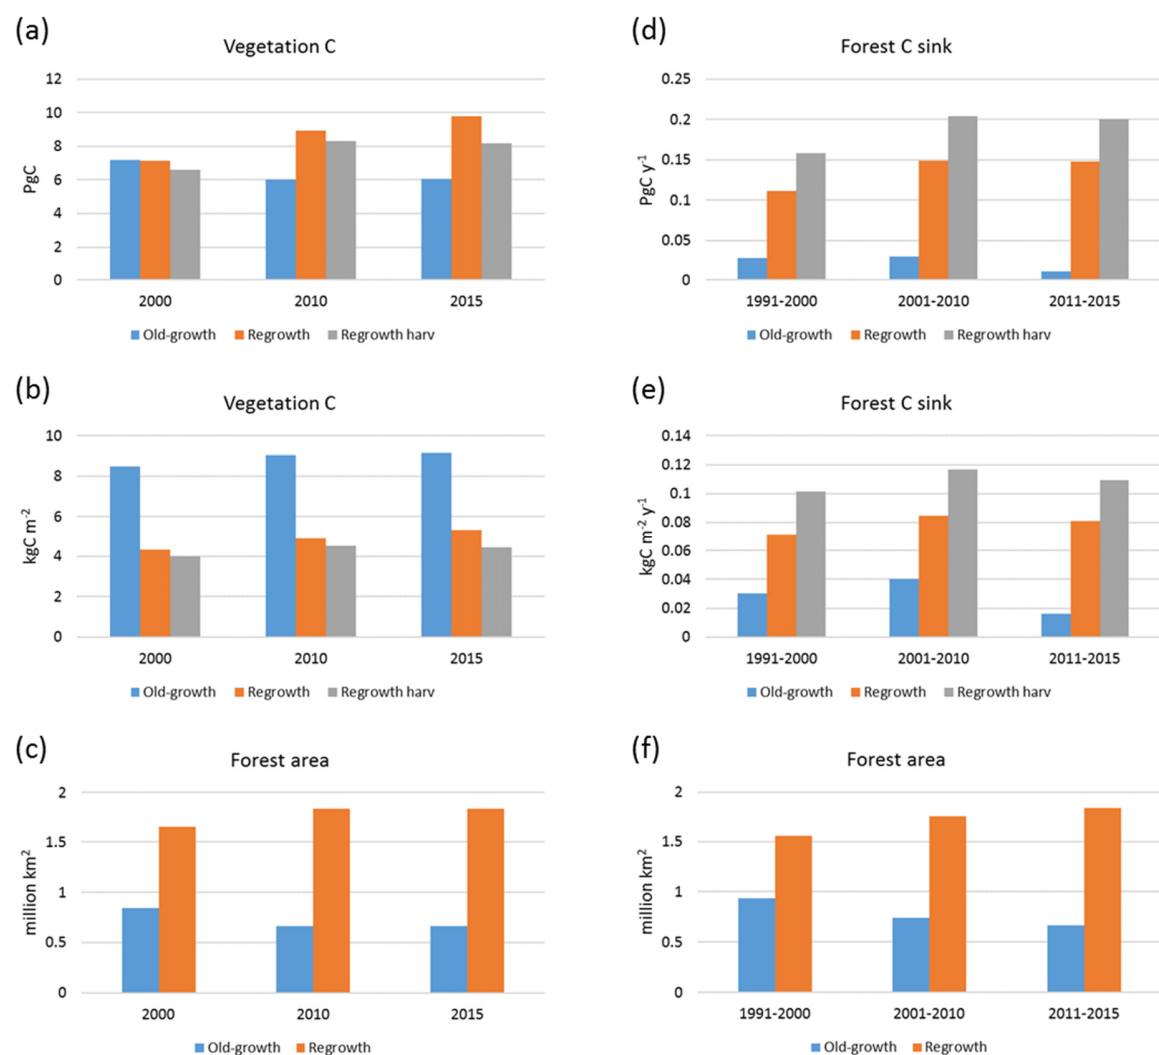 (a)
Vegetation C
PgC
12
10
8
6
4
2
0
2000 2010 2015
Old-growth Regrowth Regrowth harv
(d)
Forest C sink
PgC y⁻¹
0.25
0.2
0.15
0.1
0.05
0
1991-2000 2001-2010 2011-2015
Old-growth Regrowth Regrowth harv
(b)
Vegetation C
kgC m⁻²
10
8
6
4
2
0
2000 2010 2015
Old-growth Regrowth Regrowth harv
(e)
Forest C sink
kgC m⁻² y⁻¹
0.14
0.12
0.1
0.08
0.06
0.04
0.02
0
1991-2000 2001-2010 2011-2015
Old-growth Regrowth Regrowth harv
(c)
Forest area
million km²
2
1.5
1
0.5
0
2000 2010 2015
Old-growth Regrowth
(f)
Forest area
million km²
2
1.5
1
0.5
0
1991-2000 2001-2010 2011-2015
Old-growth Regrowth